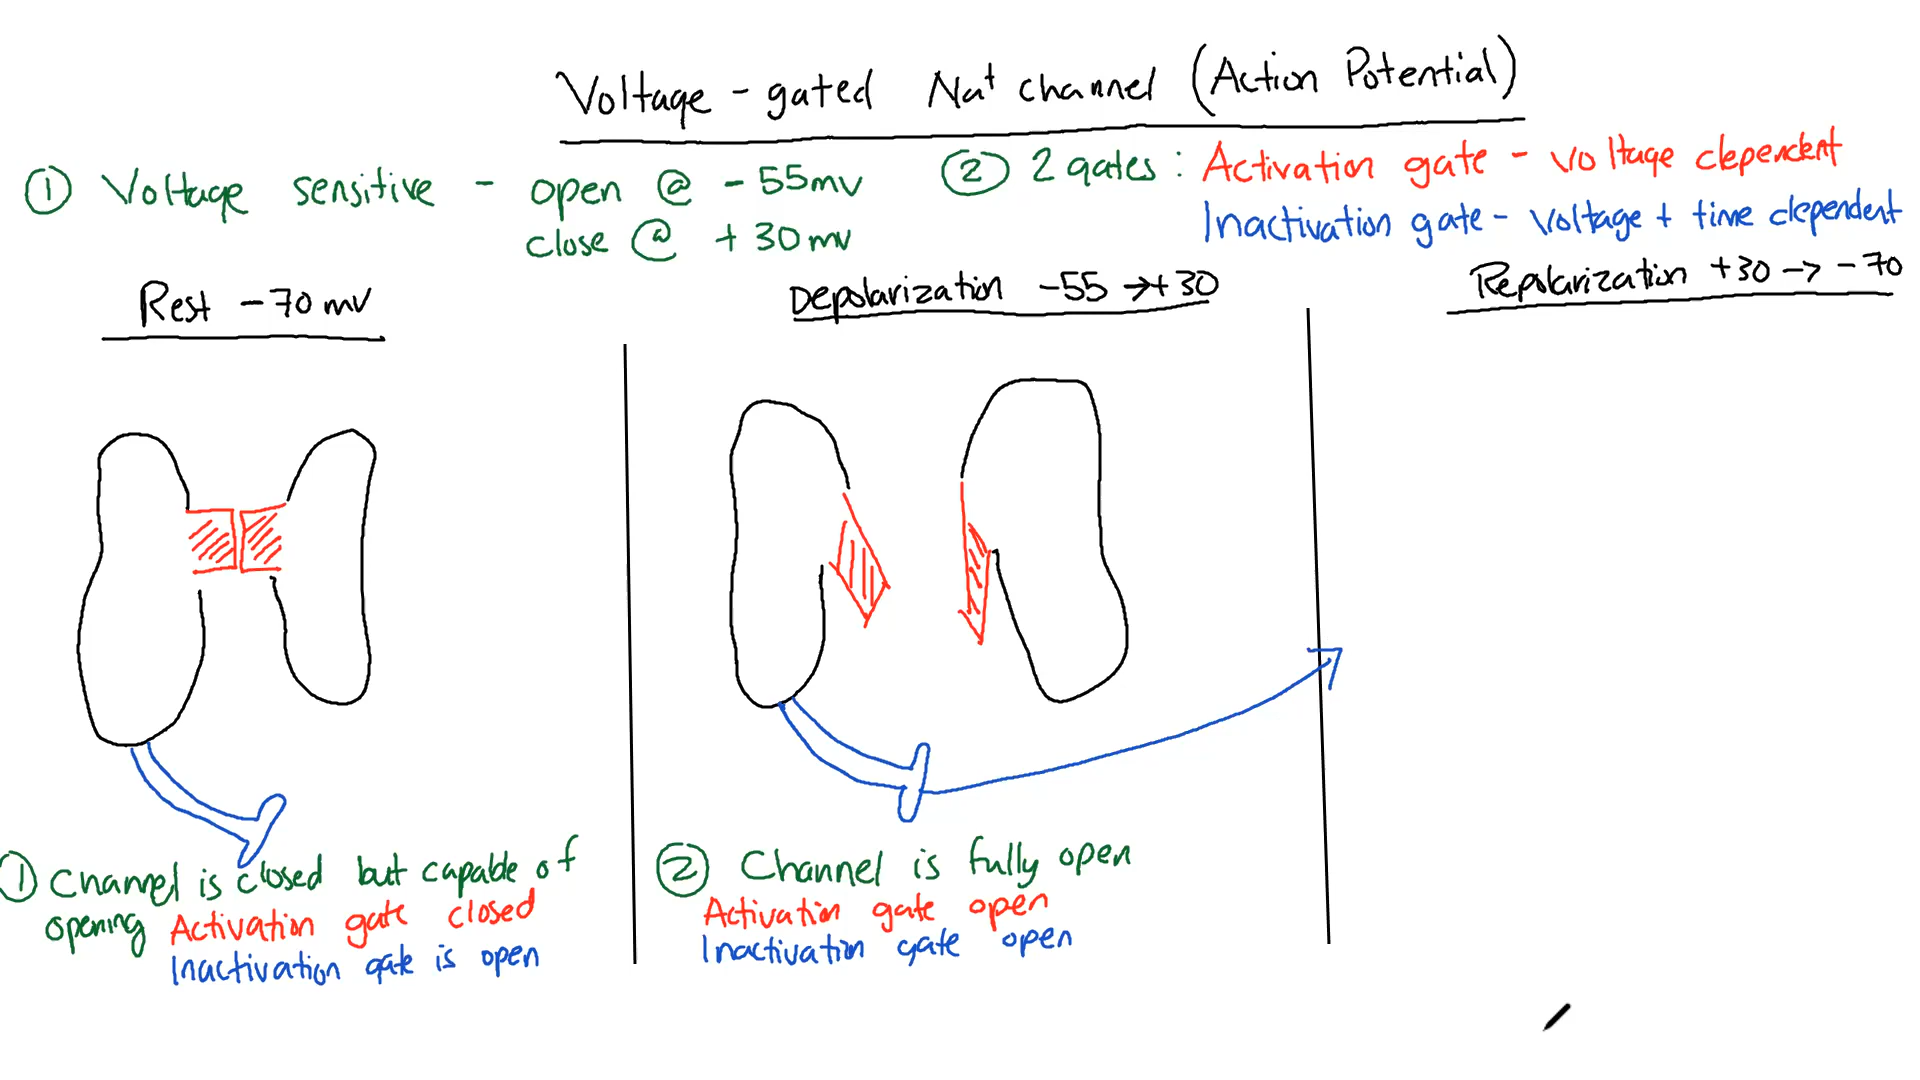 Voltage - gated Na+ channel (Action Potential)
① Voltage sensitive - open @ - 55mv
close @ + 30mv
② 2 gates : Activation gate - voltage dependent
Inactivation gate - voltage + time dependent
Rest -70mv
Depolarization -55 →+30
Repolarization +30 -> -70
① Channel is closed but capable of
opening Activation gate closed
Inactivation gate is open
② Channel is fully open
Activation gate open
Inactivation gate open